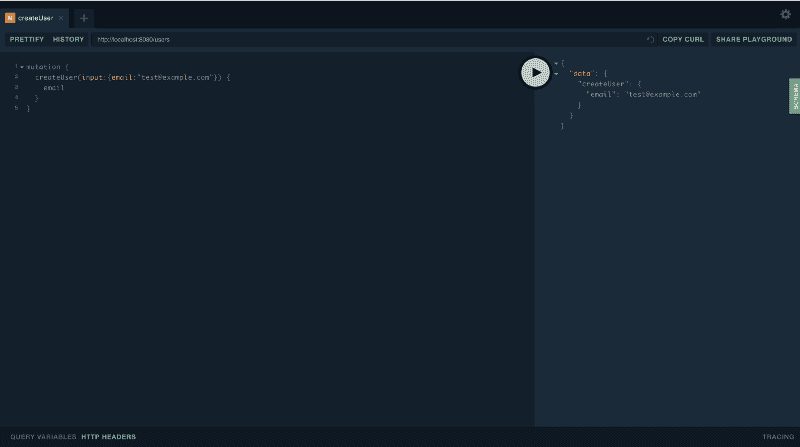 M createUser × +
PRETTIFY HISTORY http://localhost:8080/users COPY CURL SHARE PLAYGROUND
1 mutation {
2 createUser(input:{email:"test@example.com"}) {
3 email
4 }
5 }
{
"data": {
"createUser": {
"email": "test@example.com"
}
}
}
SCHEMA
QUERY VARIABLES HTTP HEADERS TRACING